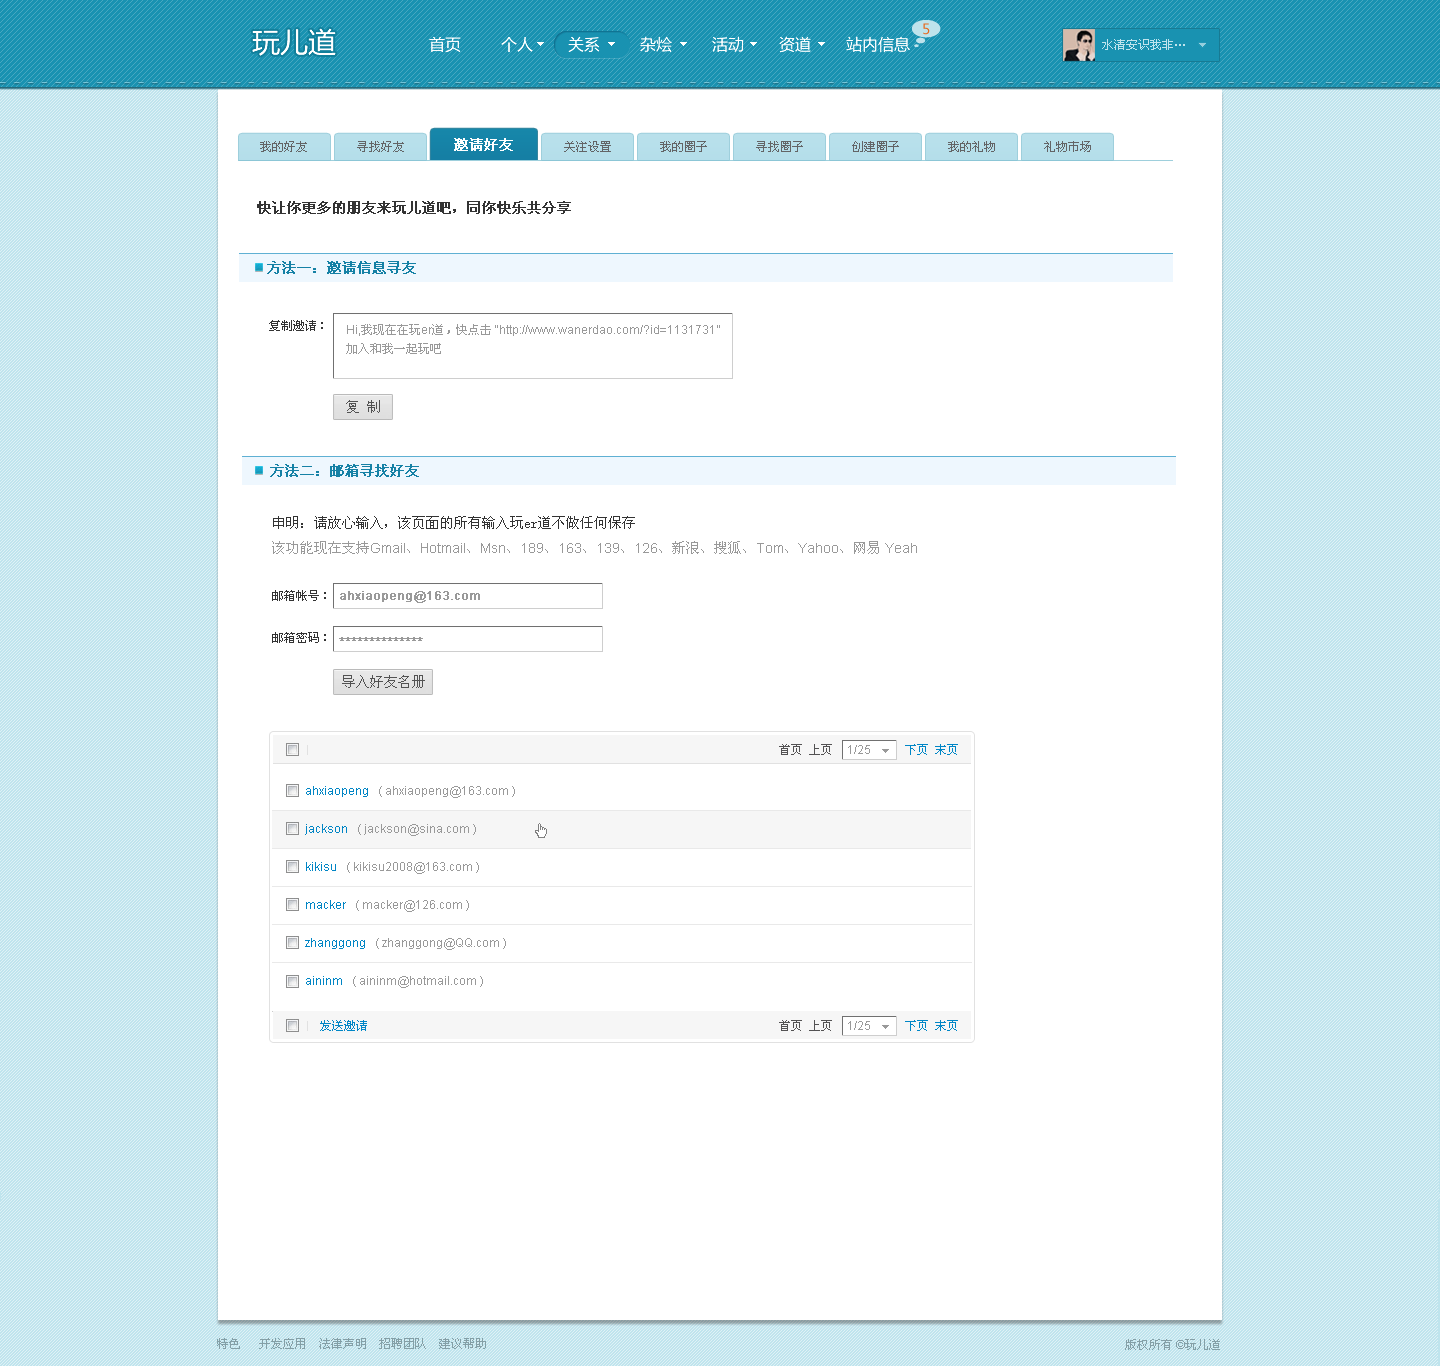 玩儿道 首页 个人 关系 杂烩 活动 资道 站内信息 5 水清安识我非…
我的好友 寻找好友 邀请好友 关注设置 我的圈子 寻找圈子 创建圈子 我的礼物 礼物市场
快让你更多的朋友来玩儿道吧，同你快乐共分享
方法一：邀请信息寻友
复制邀请： Hi,我现在在玩er道，快点击 "http://www.wanerdao.com/?id=1131731"
加入和我一起玩吧
复 制
方法二：邮箱寻找好友
申明：请放心输入，该页面的所有输入玩er道不做任何保存
该功能现在支持Gmail、Hotmail、Msn、189、163、139、126、新浪、搜狐、Tom、Yahoo、网易 Yeah
邮箱帐号： ahxiaopeng@163.com
邮箱密码： **************
导入好友名册
首页 上页 1/25 下页 末页
ahxiaopeng （ahxiaopeng@163.com）
jackson （jackson@sina.com）
kikisu （kikisu2008@163.com）
macker （macker@126.com）
zhanggong （zhanggong@QQ.com）
aininm （aininm@hotmail.com）
发送邀请 首页 上页 1/25 下页 末页
特色 开发应用 法律声明 招聘团队 建议帮助 版权所有 ©玩儿道